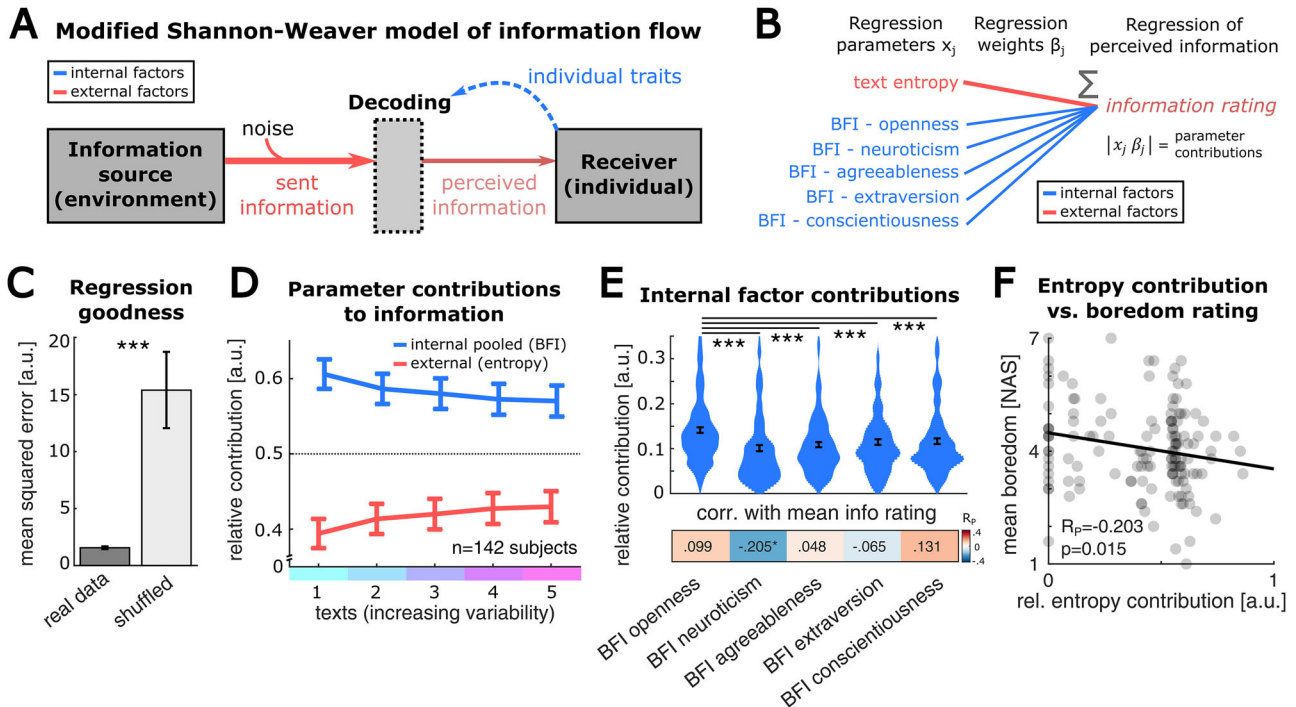 A
Modified Shannon-Weaver model of information flow
internal factors
external factors
individual traits
Decoding
noise
Information
source
(environment)
sent
information
perceived
information
Receiver
(individual)
B
Regression
parameters xj
Regression
weights βj
Regression of
perceived information
text entropy
∑
information rating
BFI - openness
BFI - neuroticism
BFI - agreeableness
BFI - extraversion
BFI - conscientiousness
|xj βj| = parameter
contributions
internal factors
external factors
C
Regression
goodness
mean squared error [a.u.]
20
15
10
5
0
***
real data
shuffled
D
Parameter contributions
to information
internal pooled (BFI)
external (entropy)
relative contribution [a.u.]
0.6
0.5
0.4
0
n=142 subjects
1 2 3 4 5
texts (increasing variability)
E
Internal factor contributions
*** *** *** ***
relative contribution [a.u.]
0.3
0.2
0.1
0
corr. with mean info rating
RP
.4
-.4
.099 -.205* .048 -.065 .131
BFI openness
BFI neuroticism
BFI agreeableness
BFI extraversion
BFI conscientiousness
F
Entropy contribution
vs. boredom rating
mean boredom [NAS]
7
4
1
RP=-0.203
p=0.015
0 1
rel. entropy contribution [a.u.]